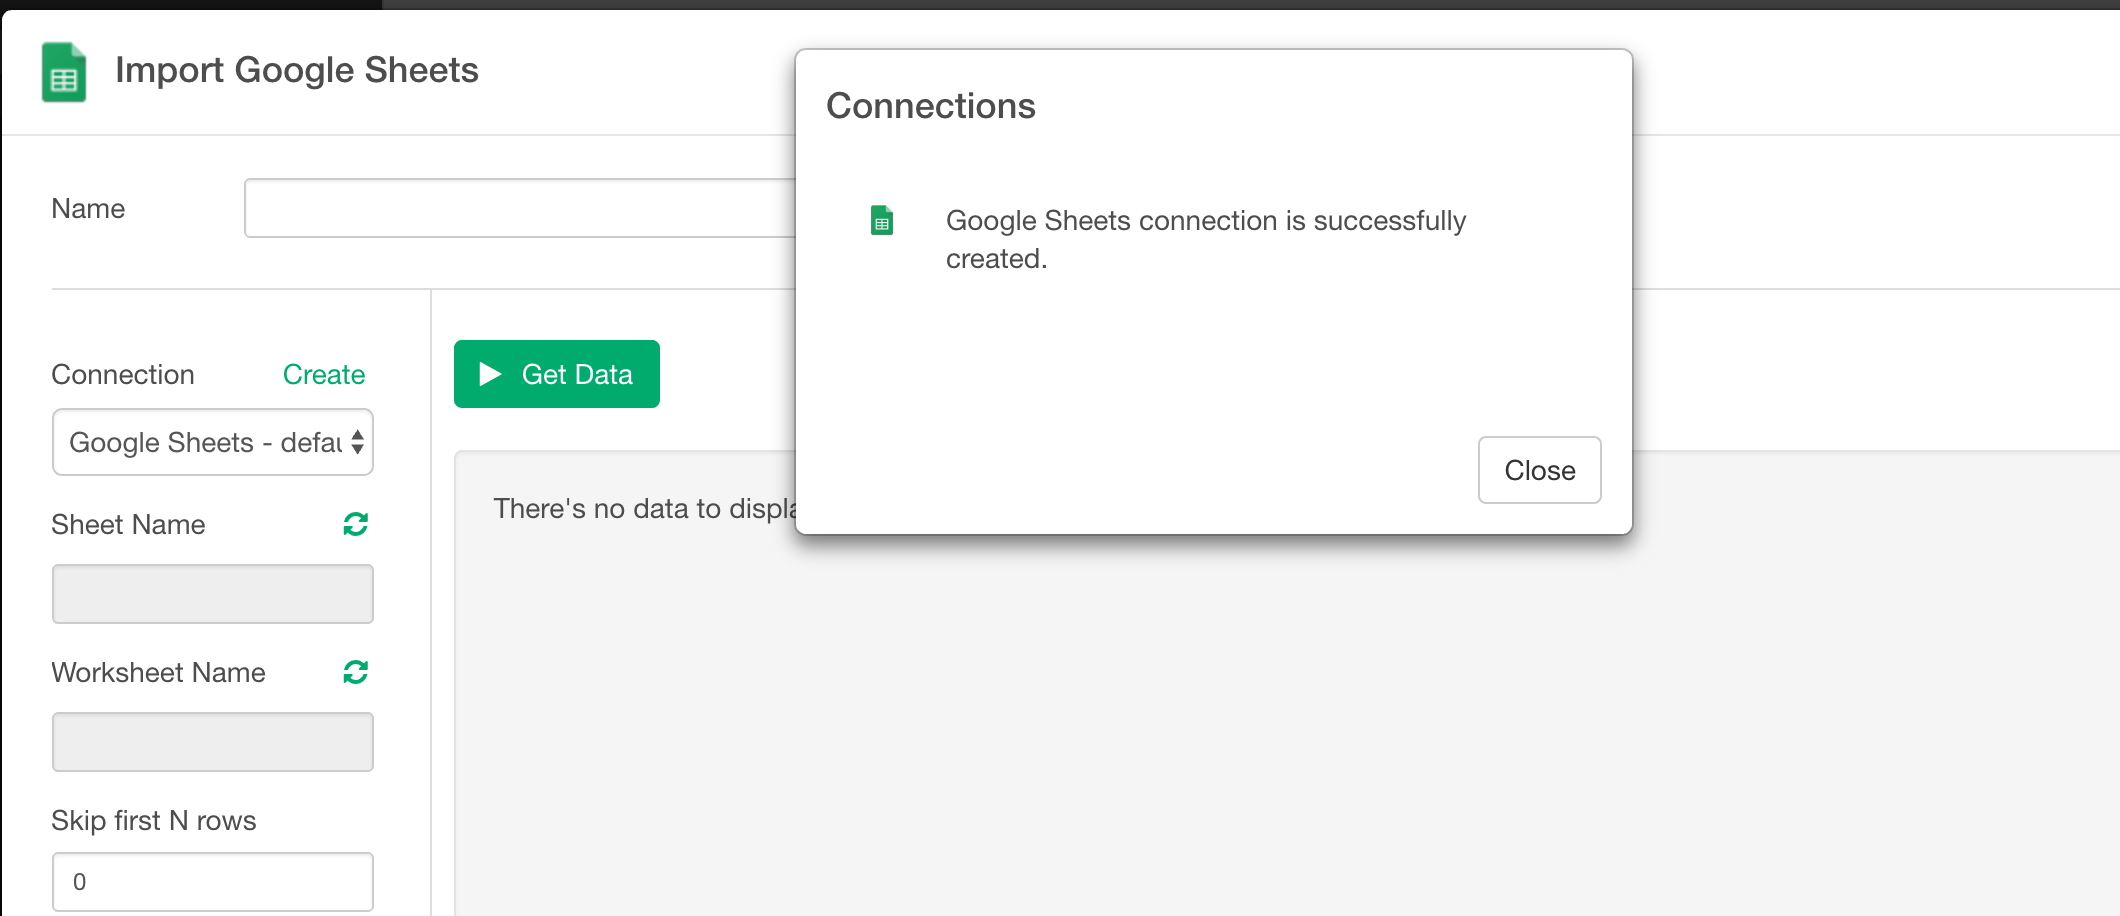 Import Google Sheets
Connections
Google Sheets connection is successfully
created.
Close
Name
Connection
Create
Google Sheets - defau
Sheet Name
Worksheet Name
Skip first N rows
0
Get Data
There's no data to displa